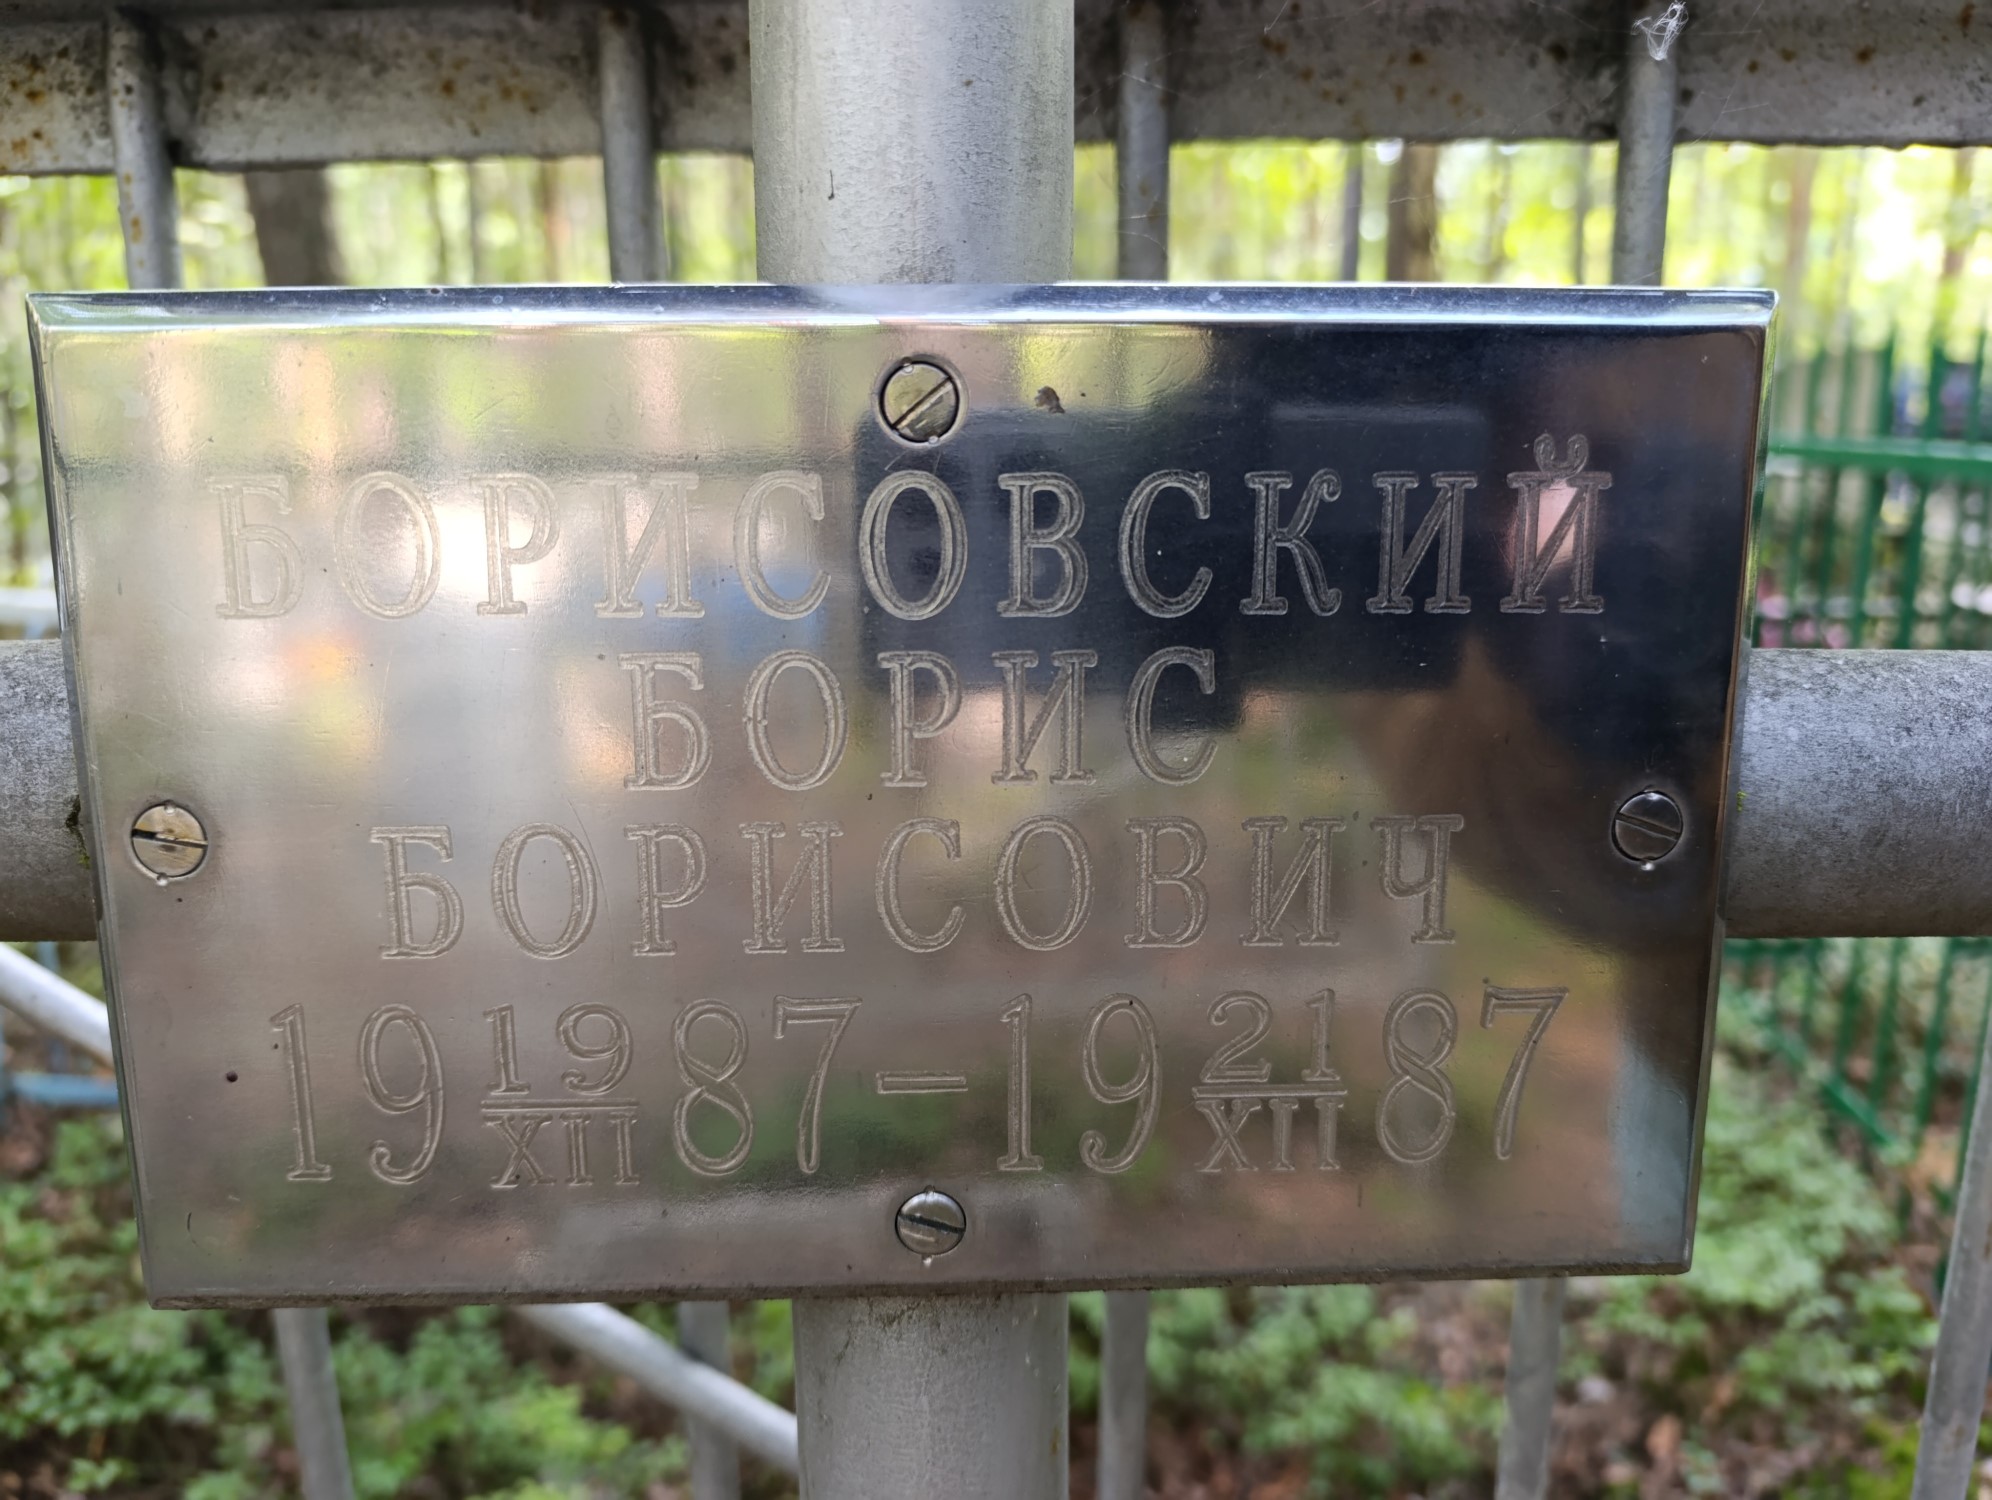 БОРИСОВСКИЙ
БОРИС
БОРИСОВИЧ
19 19/XII 87 – 19 21/XII 87